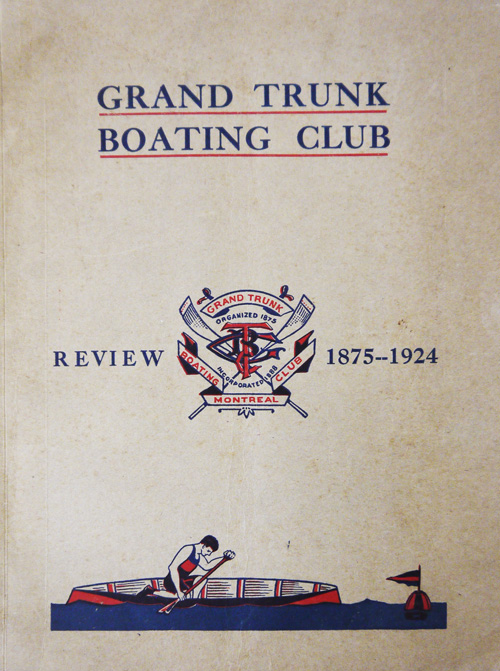 GRAND TRUNK
BOATING CLUB
GRAND TRUNK
ORGANIZED 1875
REVIEW
1875--1924
BOATING
CLUB
INCORPORATED 1888
MONTREAL